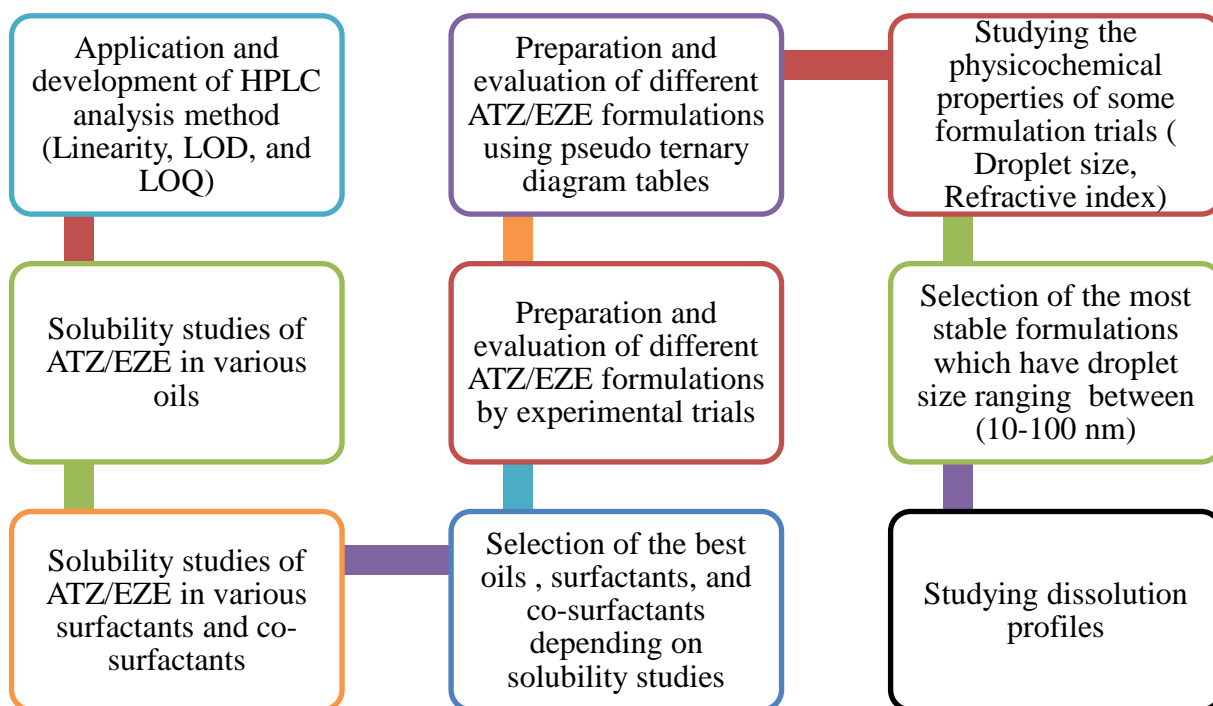 Application and
development of HPLC
analysis method
(Linearity, LOD, and
LOQ)
Solubility studies of
ATZ/EZE in various
oils
Solubility studies of
ATZ/EZE in various
surfactants and co-
surfactants
Selection of the best
oils , surfactants, and
co-surfactants
depending on
solubility studies
Preparation and
evaluation of different
ATZ/EZE formulations
by experimental trials
Preparation and
evaluation of different
ATZ/EZE formulations
using pseudo ternary
diagram tables
Studying the
physicochemical
properties of some
formulation trials (
Droplet size,
Refractive index)
Selection of the most
stable formulations
which have droplet
size ranging  between
(10-100 nm)
Studying dissolution
profiles